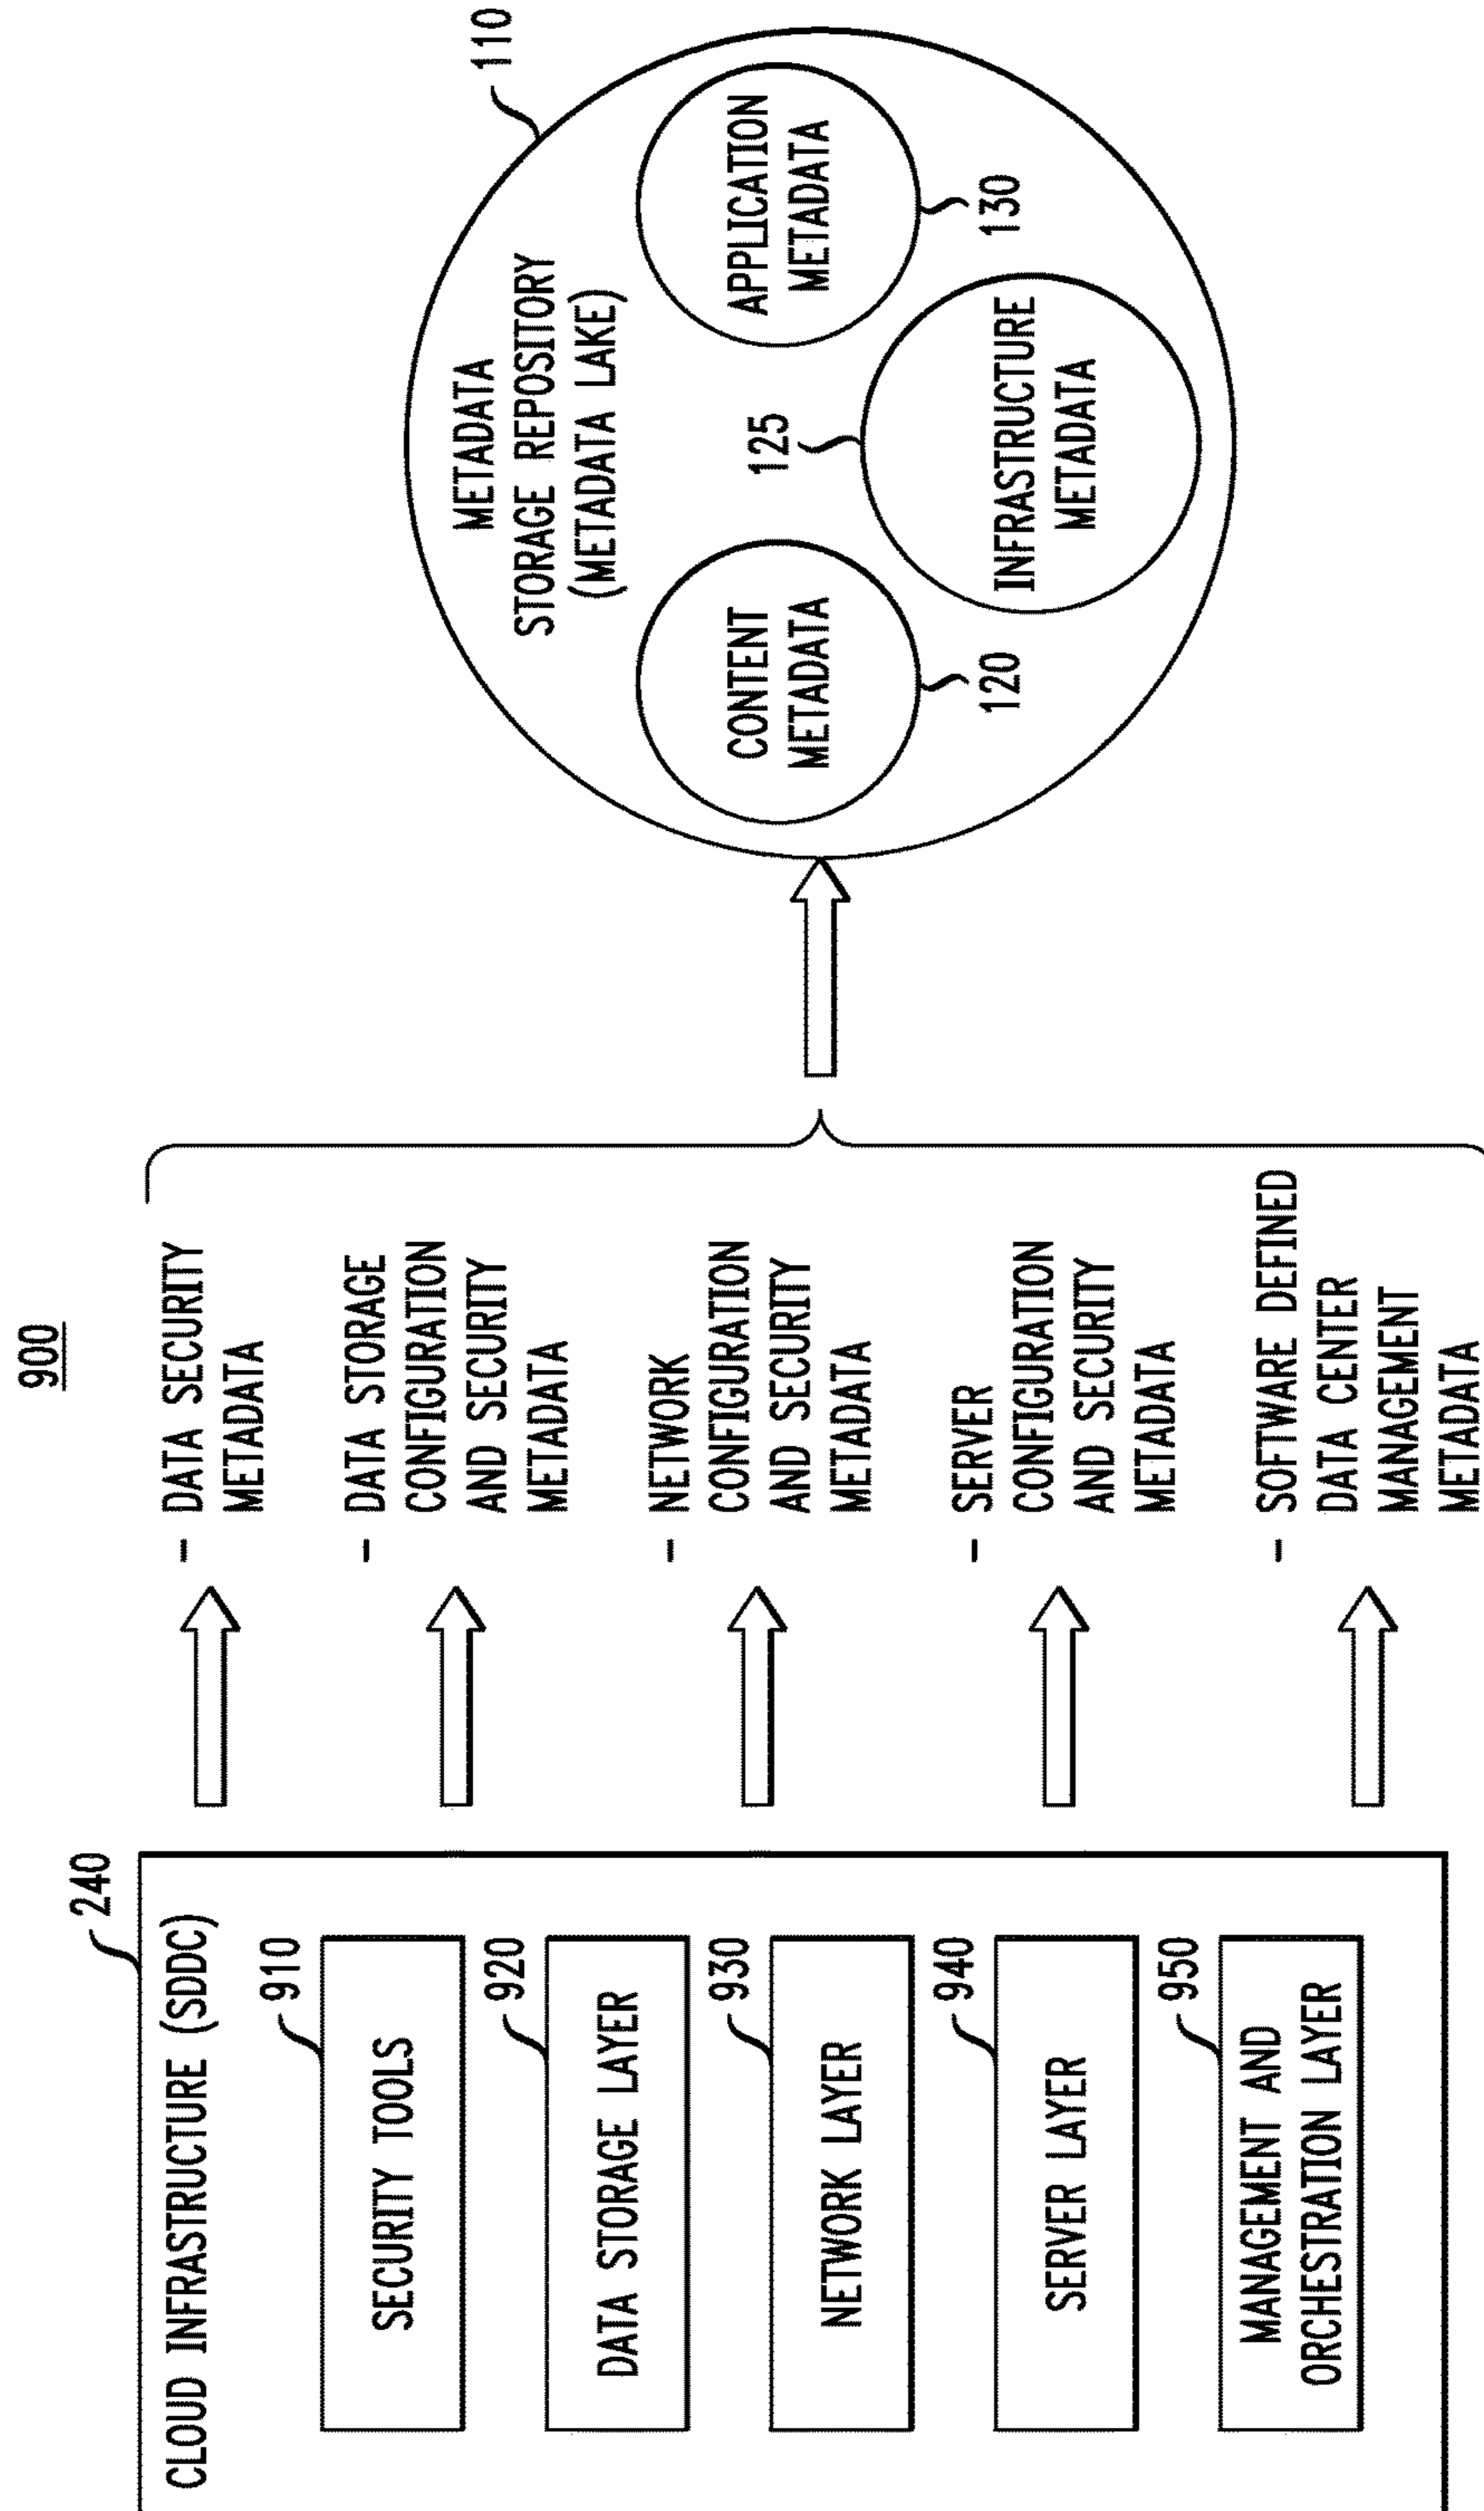 900
CLOUD INFRASTRUCTURE (SDDC)
240
910
SECURITY TOOLS
920
DATA STORAGE LAYER
930
NETWORK LAYER
940
SERVER LAYER
950
MANAGEMENT AND
ORCHESTRATION LAYER
- DATA SECURITY
METADATA
- DATA STORAGE
CONFIGURATION
AND SECURITY
METADATA
- NETWORK
CONFIGURATION
AND SECURITY
METADATA
- SERVER
CONFIGURATION
AND SECURITY
METADATA
- SOFTWARE DEFINED
DATA CENTER
MANAGEMENT
METADATA
110
METADATA
STORAGE REPOSITORY
(METADATA LAKE)
CONTENT
METADATA
120
125
INFRASTRUCTURE
METADATA
APPLICATION
METADATA
130